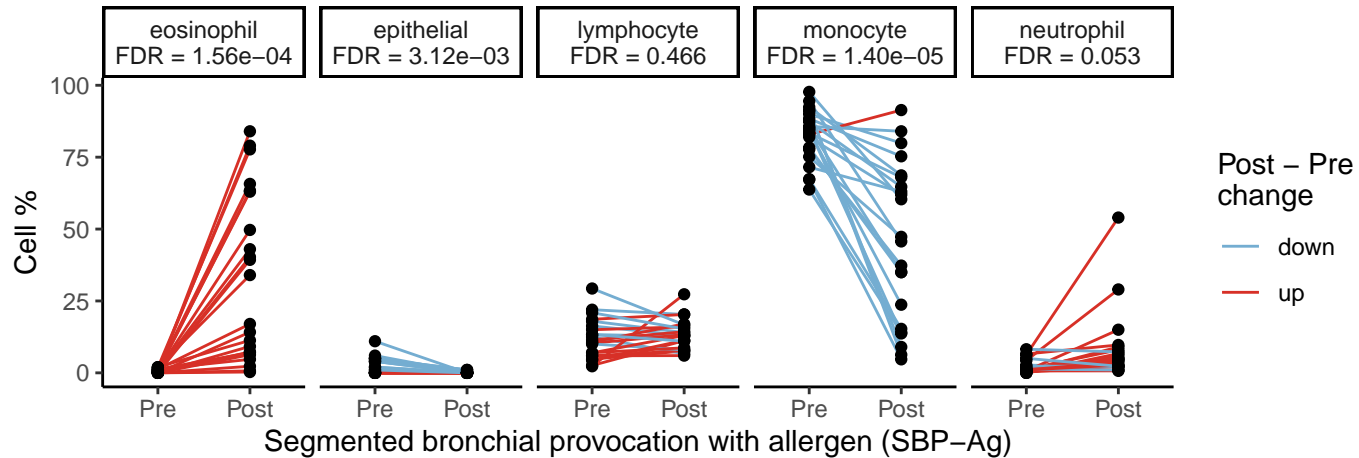 eosinophil
FDR = 1.56e−04
epithelial
FDR = 3.12e−03
lymphocyte
FDR = 0.466
monocyte
FDR = 1.40e−05
neutrophil
FDR = 0.053
Cell %
100
75
50
25
0
Pre Post Pre Post Pre Post Pre Post Pre Post
Segmented bronchial provocation with allergen (SBP−Ag)
Post − Pre
change
down
up